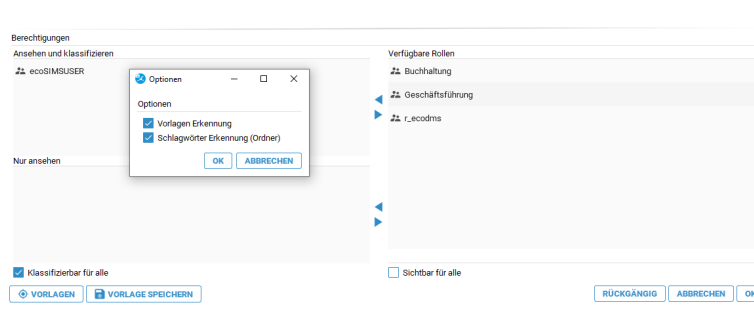 Berechtigungen
Ansehen und klassifizieren
ecoSIMSUSER
Nur ansehen
Klassifizierbar für alle
VORLAGEN
VORLAGE SPEICHERN
Optionen
Optionen
Vorlagen Erkennung
Schlagwörter Erkennung (Ordner)
OK
ABBRECHEN
Verfügbare Rollen
Buchhaltung
Geschäftsführung
r_ecodms
Sichtbar für alle
RÜCKGÄNGIG
ABBRECHEN
OK